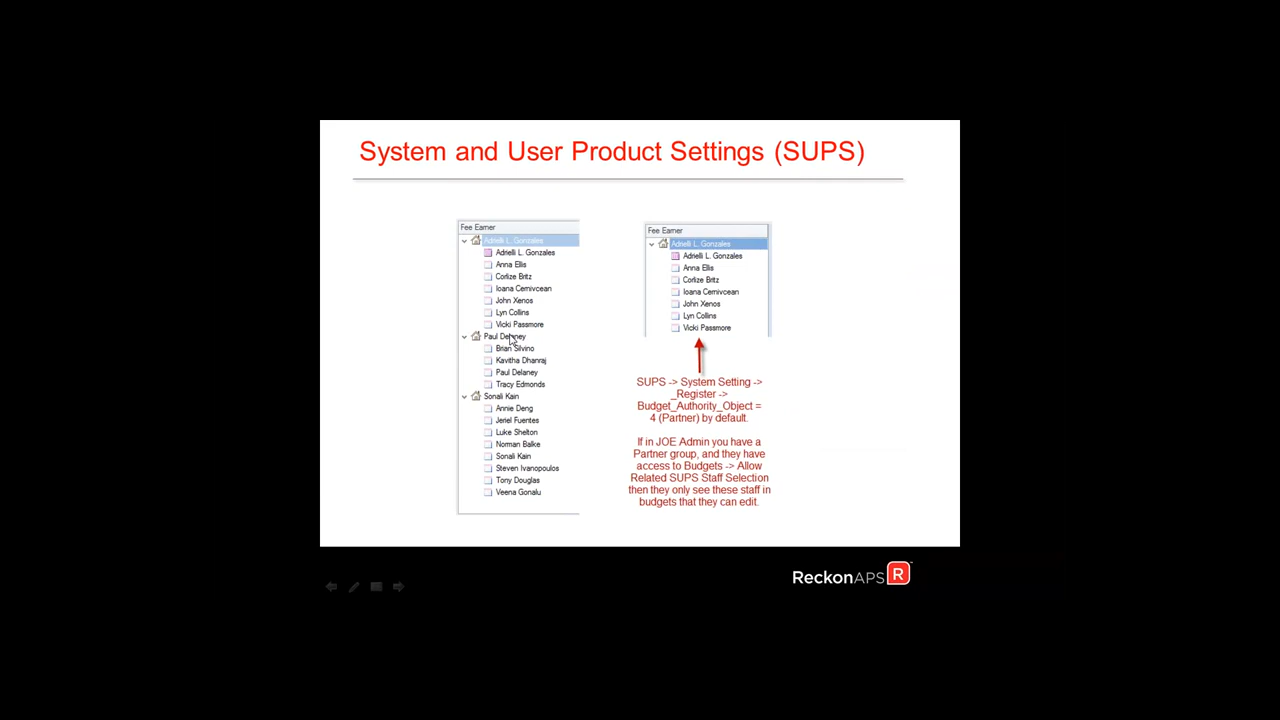 System and User Product Settings (SUPS)
Fee Earner
Adrielli L. Gonzales
Adrielli L. Gonzales
Anna Ellis
Corlize Britz
Ioana Cernivcean
John Xenos
Lyn Collins
Vicki Passmore
Paul Delaney
Brian Silvino
Kavitha Dhanraj
Paul Delaney
Tracy Edmonds
Sonali Kain
Annie Deng
Jeriel Fuentes
Luke Shelton
Norman Balke
Sonali Kain
Steven Ivanopoulos
Tony Douglas
Veena Gonalu
Fee Earner
Adrielli L. Gonzales
Adrielli L. Gonzales
Anna Ellis
Corlize Britz
Ioana Cernivcean
John Xenos
Lyn Collins
Vicki Passmore
SUPS -> System Setting ->
_Register ->
Budget_Authority_Object =
4 (Partner) by default.
If in JOE Admin you have a
Partner group, and they have
access to Budgets -> Allow
Related SUPS Staff Selection
then they only see these staff in
budgets that they can edit.
ReckonAPS R